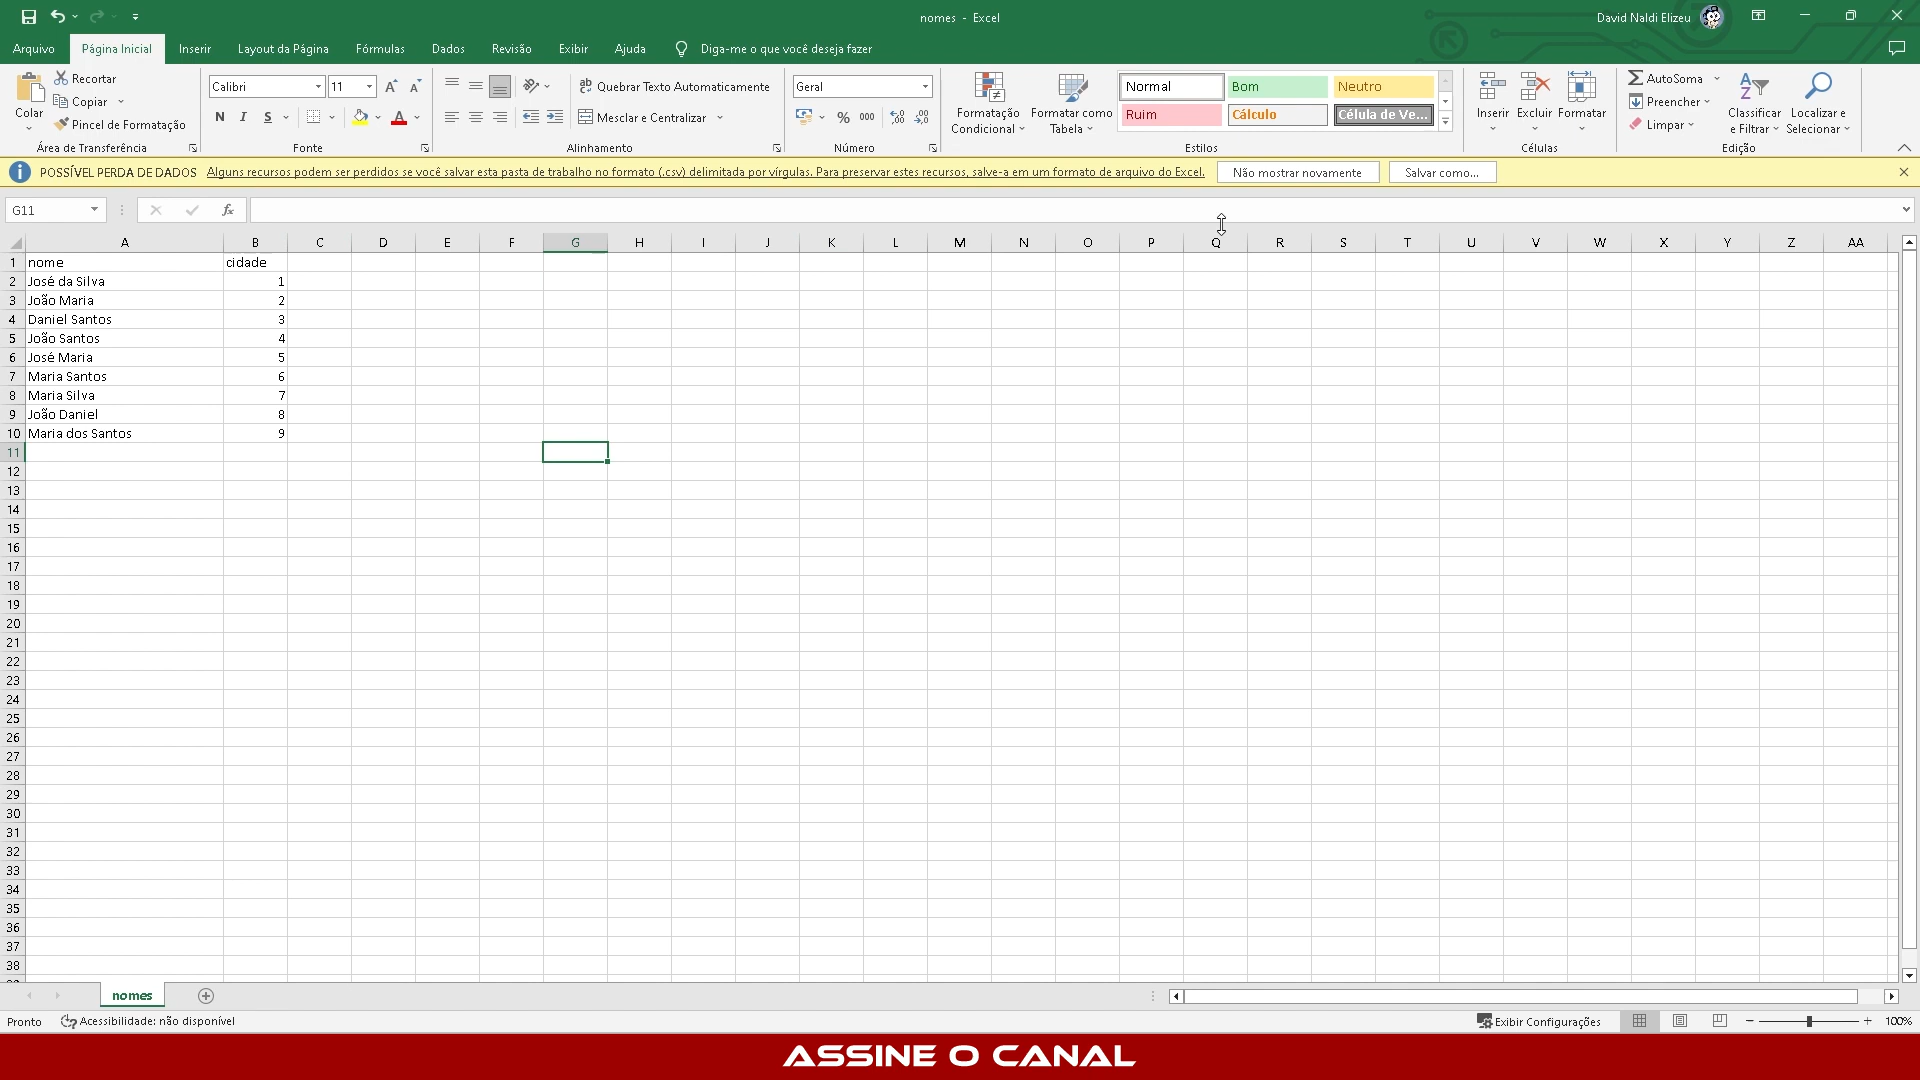 nomes - Excel
David Naldi Elizeu
Arquivo Página Inicial Inserir Layout da Página Fórmulas Dados Revisão Exibir Ajuda Diga-me o que você deseja fazer
Colar
Recortar
Copiar
Pincel de Formatação
Área de Transferência
Calibri 11
N I S
Fonte
Quebrar Texto Automaticamente
Mesclar e Centralizar
Alinhamento
Geral
% 000
Número
Formatação Condicional
Formatar como Tabela
Normal Bom Neutro
Ruim Cálculo Célula de Ve...
Estilos
Inserir Excluir Formatar
Células
AutoSoma
Preencher
Limpar
Classificar e Filtrar
Localizar e Selecionar
Edição
POSSÍVEL PERDA DE DADOS Alguns recursos podem ser perdidos se você salvar esta pasta de trabalho no formato (.csv) delimitada por vírgulas. Para preservar estes recursos, salve-a em um formato de arquivo do Excel. Não mostrar novamente Salvar como...
G11 fx
A B C D E F G H I J K L M N O P Q R S T U V W X Y Z AA
1 nome cidade
2 José da Silva 1
3 João Maria 2
4 Daniel Santos 3
5 João Santos 4
6 José Maria 5
7 Maria Santos 6
8 Maria Silva 7
9 João Daniel 8
10 Maria dos Santos 9
11
12
13
14
15
16
17
18
19
20
21
22
23
24
25
26
27
28
29
30
31
32
33
34
35
36
37
38
nomes
Pronto Acessibilidade: não disponível Exibir Configurações 100%
ASSINE O CANAL